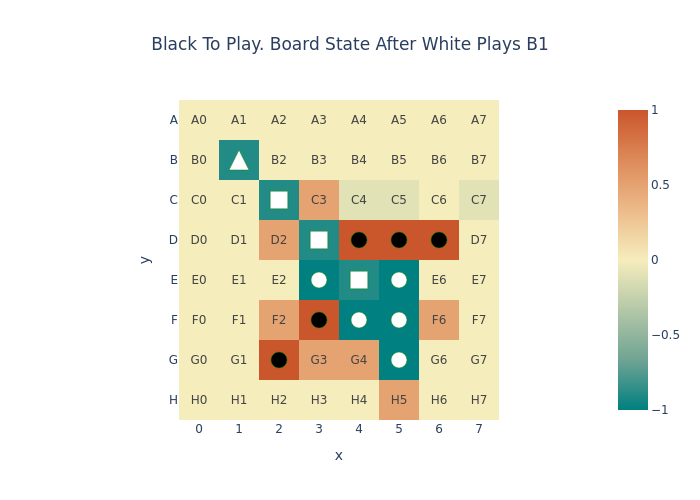 Black To Play. Board State After White Plays B1
A A0 A1 A2 A3 A4 A5 A6 A7
B B0 B2 B3 B4 B5 B6 B7
C C0 C1 C3 C4 C5 C6 C7
D D0 D1 D2 D7
E E0 E1 E2 E6 E7
F F0 F1 F2 F6 F7
G G0 G1 G3 G4 G6 G7
H H0 H1 H2 H3 H4 H5 H6 H7
0 1 2 3 4 5 6 7
x
y
1
0.5
0
−0.5
−1